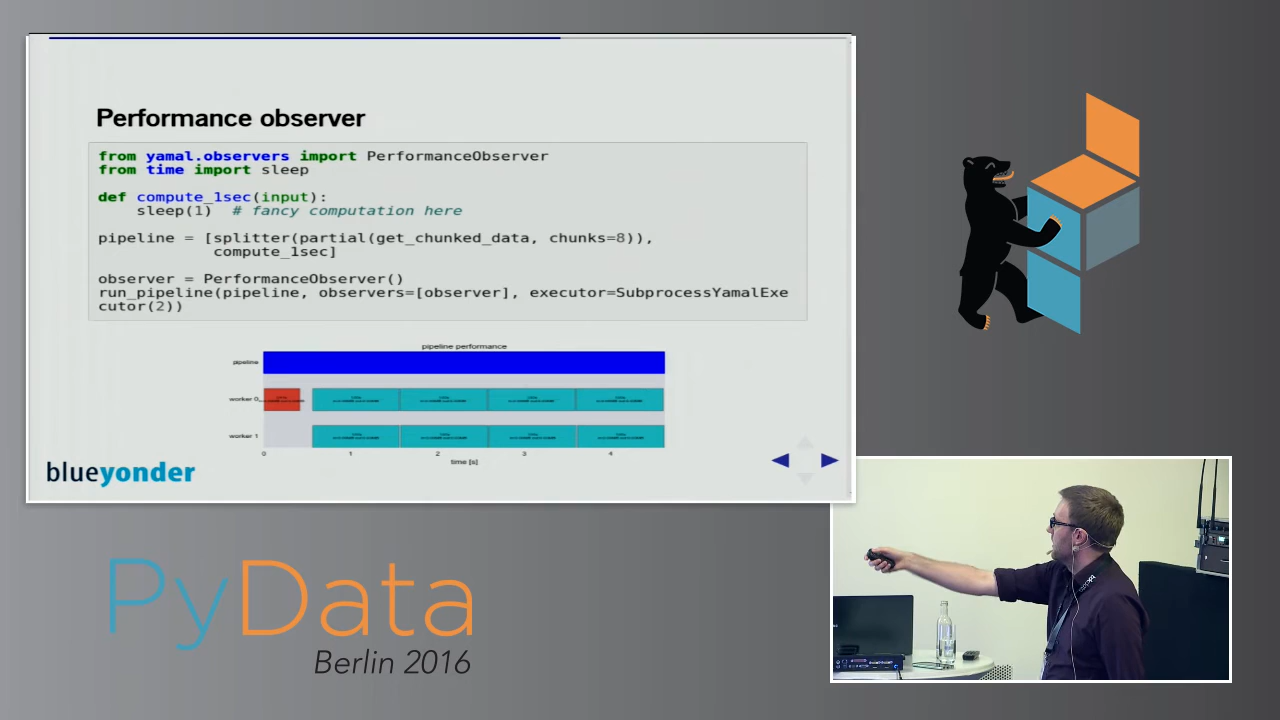 Performance observer
from yamal.observers import PerformanceObserver
from time import sleep
def compute_1sec(input):
sleep(1)  # fancy computation here
pipeline = [splitter(partial(get_chunked_data, chunks=8)),
compute_1sec]
observer = PerformanceObserver()
run_pipeline(pipeline, observers=[observer], executor=SubprocessYamalExe
cutor(2))
pipeline performance
pipeline
worker 0
worker 1
0 1 2 3 4
time [s]
blueyonder
PyData
Berlin 2016